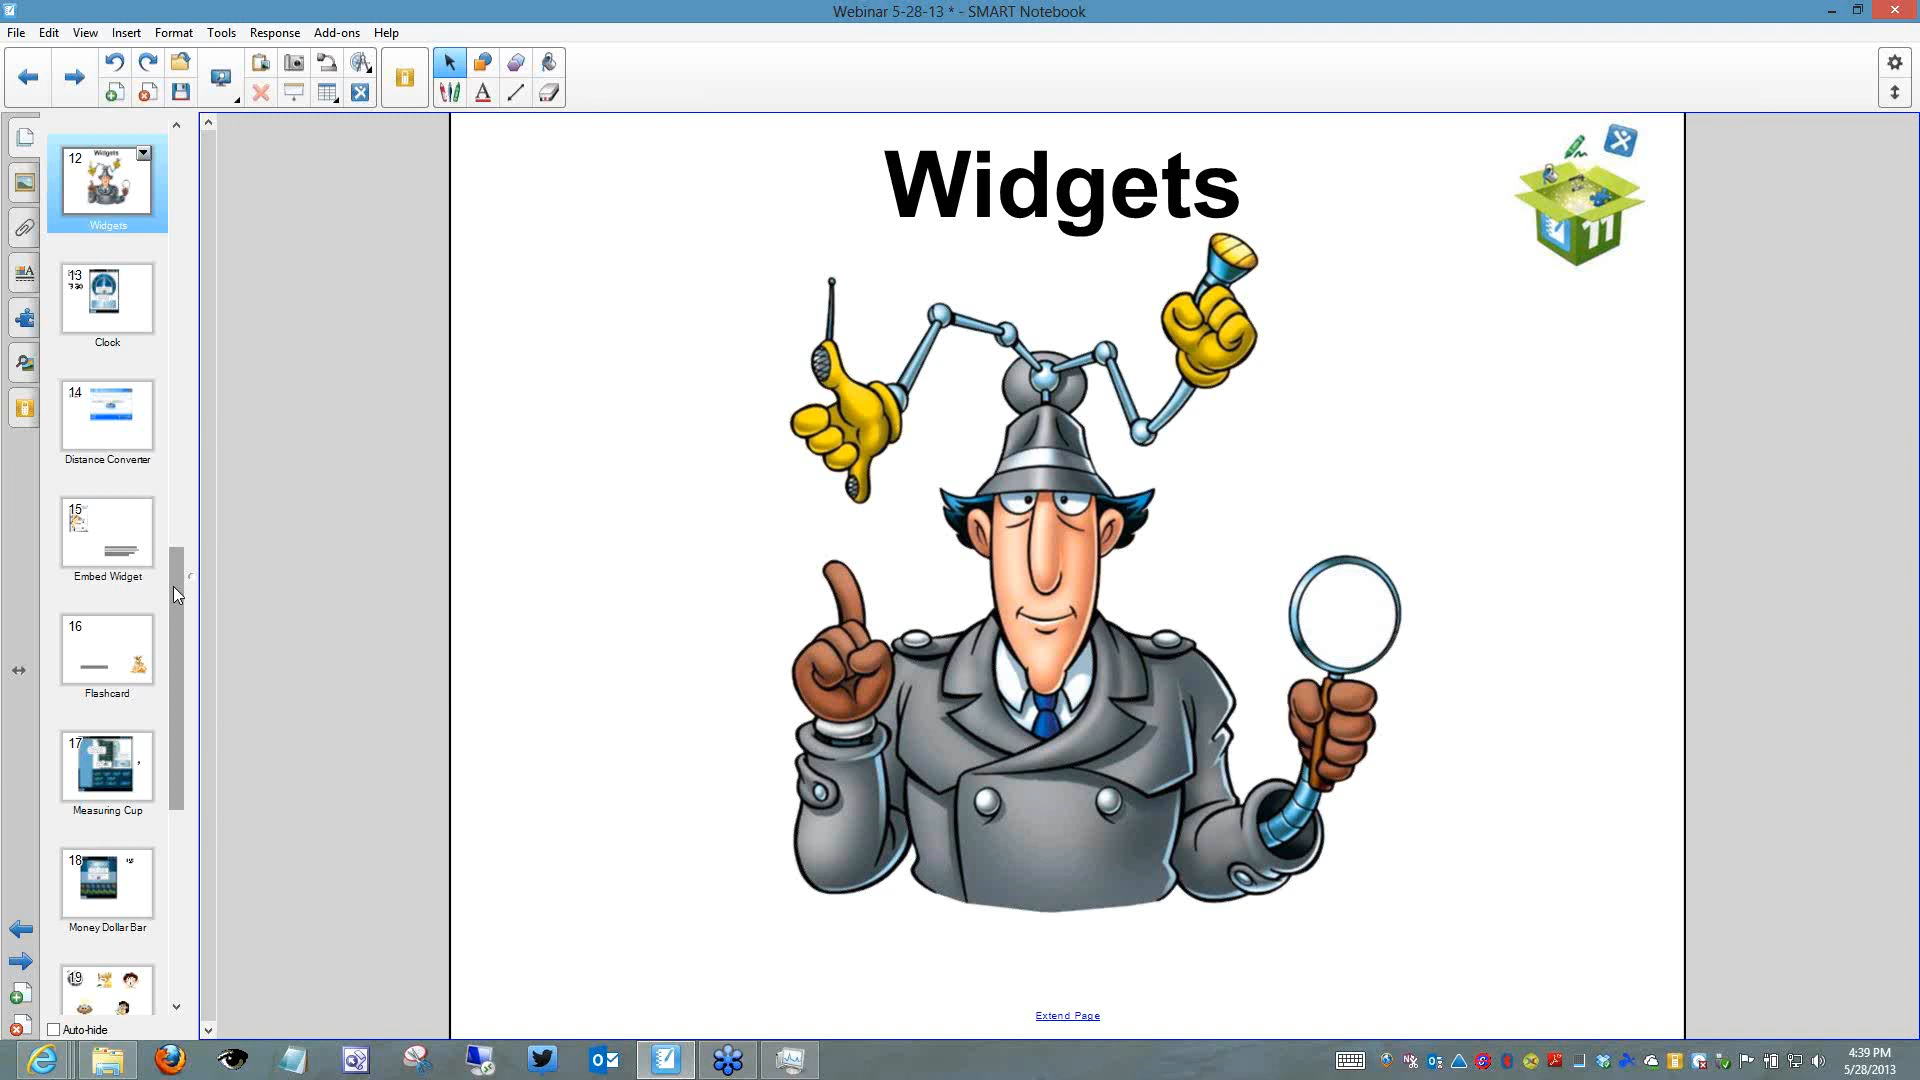 Webinar 5-28-13 * - SMART Notebook
File Edit View Insert Format Tools Response Add-ons Help
12
Widgets
Widgets
13
Clock
14
Distance Converter
15
Embed Widget
16
Flashcard
17
Measuring Cup
18
Money Dollar Bar
19
Auto-hide
Widgets
11
Extend Page
4:39 PM
5/28/2013